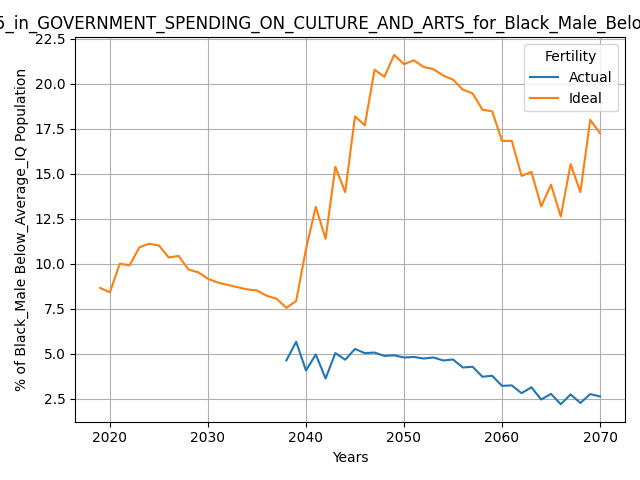 5_in_GOVERNMENT_SPENDING_ON_CULTURE_AND_ARTS_for_Black_Male_Belo
% of Black_Male Below_Average_IQ Population
22.5
20.0
17.5
15.0
12.5
10.0
7.5
5.0
2.5
Fertility
Actual
Ideal
2020 2030 2040 2050 2060 2070
Years